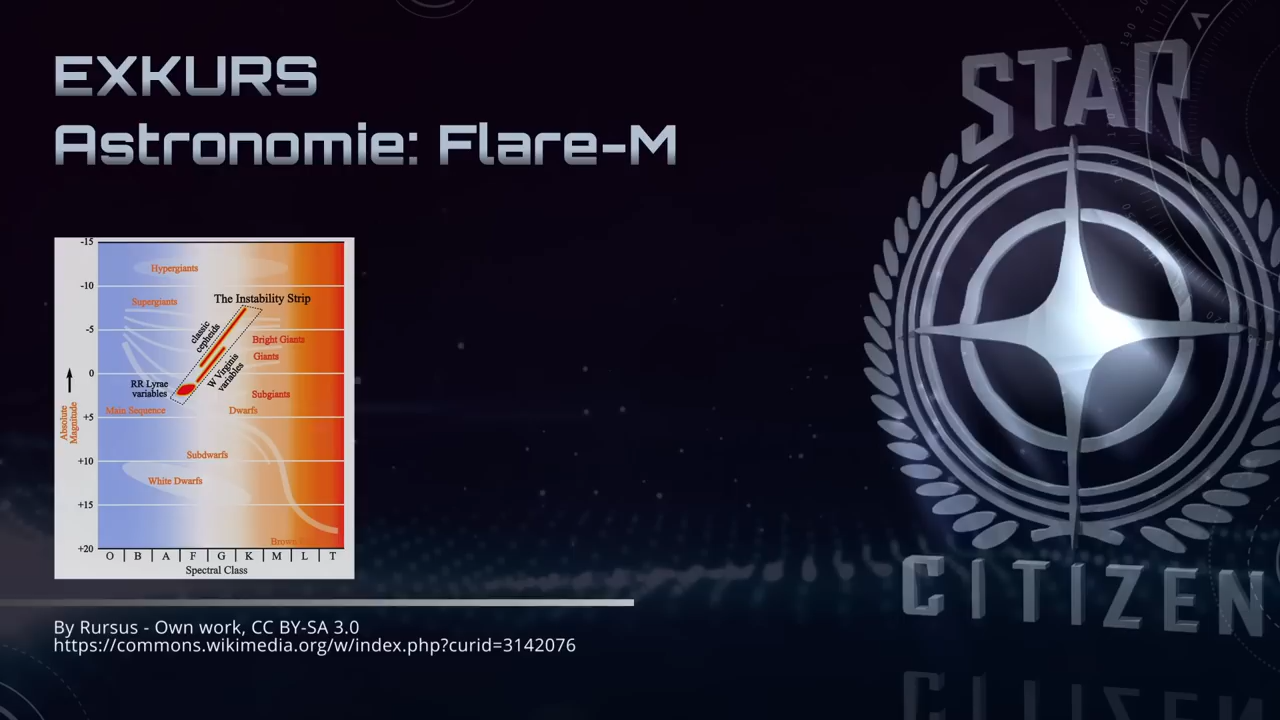 EXKURS
Astronomie: Flare-M
STAR
CITIZEN
-15
Hypergiants
-10
Supergiants
The Instability Strip
-5
classic
cepheids
Bright Giants
Giants
0
W Virginis
variables
RR Lyrae
variables
Subgiants
Absolute
Magnitude
Main Sequence
Dwarfs
+5
Subdwarfs
+10
White Dwarfs
+15
Brown
+20
O B A F G K M L T
Spectral Class
By Rursus - Own work, CC BY-SA 3.0
https://commons.wikimedia.org/w/index.php?curid=3142076